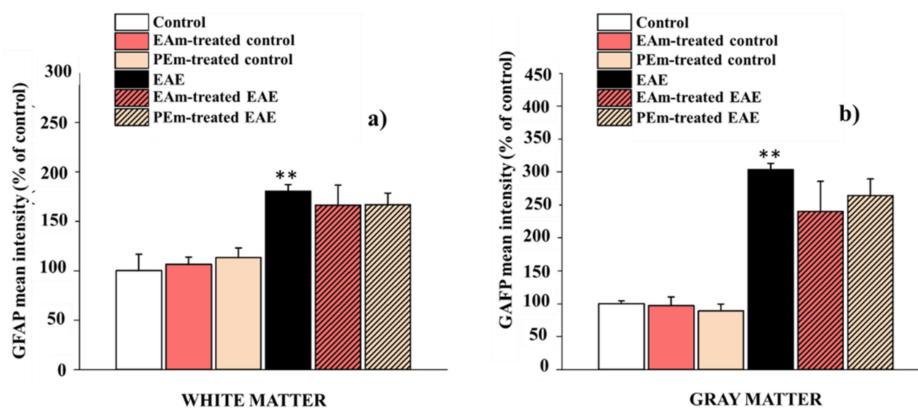 Control
EAm-treated control
PEm-treated control
EAE
EAm-treated EAE
PEm-treated EAE
a)
GFAP mean intensity (% of control)
300
250
200
150
100
50
0
**
WHITE MATTER
Control
EAm-treated control
PEm-treated control
EAE
EAm-treated EAE
PEm-treated EAE
b)
GAFP mean intensity (% of control)
450
400
350
300
250
200
150
100
50
0
**
GRAY MATTER